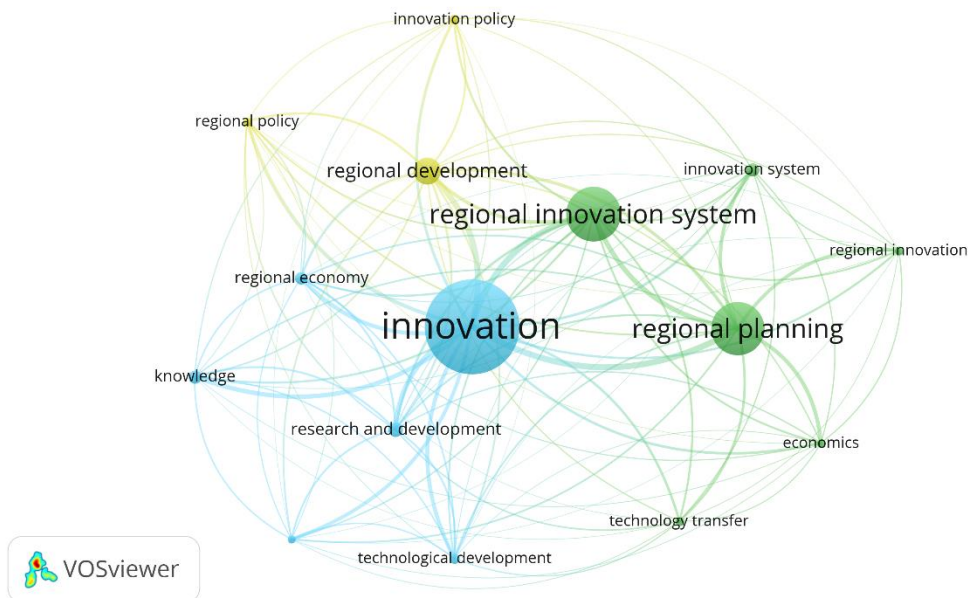 innovation policy
regional policy
regional development
innovation system
regional innovation system
regional innovation
regional economy
innovation
regional planning
knowledge
research and development
economics
technology transfer
technological development
VOSviewer